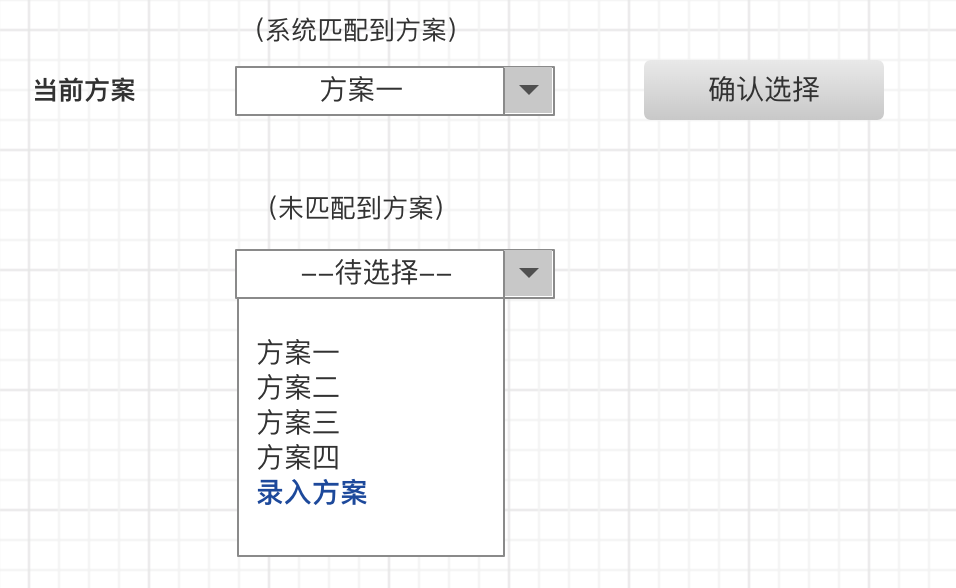 （系统匹配到方案）
当前方案
方案一
确认选择
（未匹配到方案）
--待选择--
方案一
方案二
方案三
方案四
录入方案